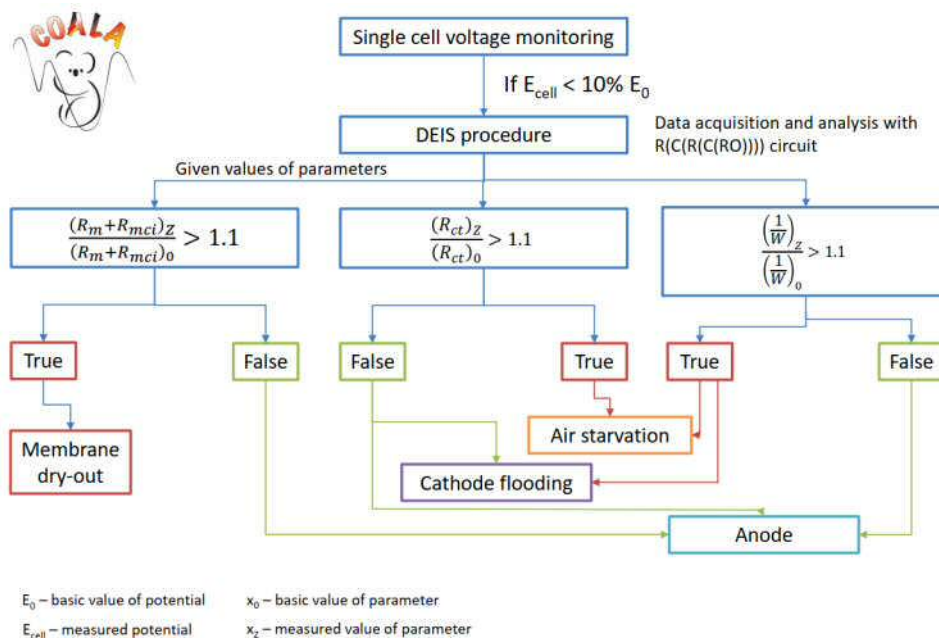 COALA
Single cell voltage monitoring
If E_cell < 10% E_0
DEIS procedure
Data acquisition and analysis with
R(C(R(C(RO)))) circuit
Given values of parameters
(R_m+R_mci)_Z / (R_m+R_mci)_0 > 1.1
(R_ct)_Z / (R_ct)_0 > 1.1
(1/W)_Z / (1/W)_0 > 1.1
True
False
False
True
True
False
Membrane
dry-out
Air starvation
Cathode flooding
Anode
E_0 – basic value of potential
x_0 – basic value of parameter
E_cell – measured potential
x_z – measured value of parameter